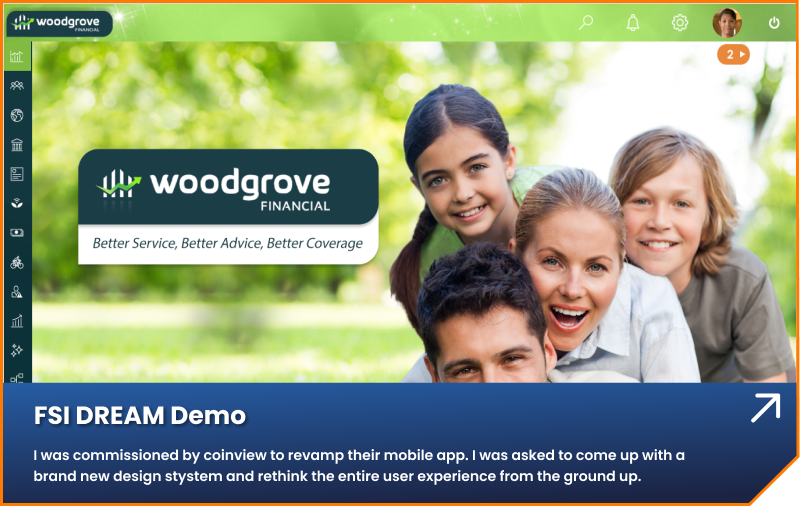 woodgrove
FINANCIAL
2
woodgrove
FINANCIAL
Better Service, Better Advice, Better Coverage
FSI DREAM Demo
I was commissioned by coinview to revamp their mobile app. I was asked to come up with a
brand new design stystem and rethink the entire user experience from the ground up.